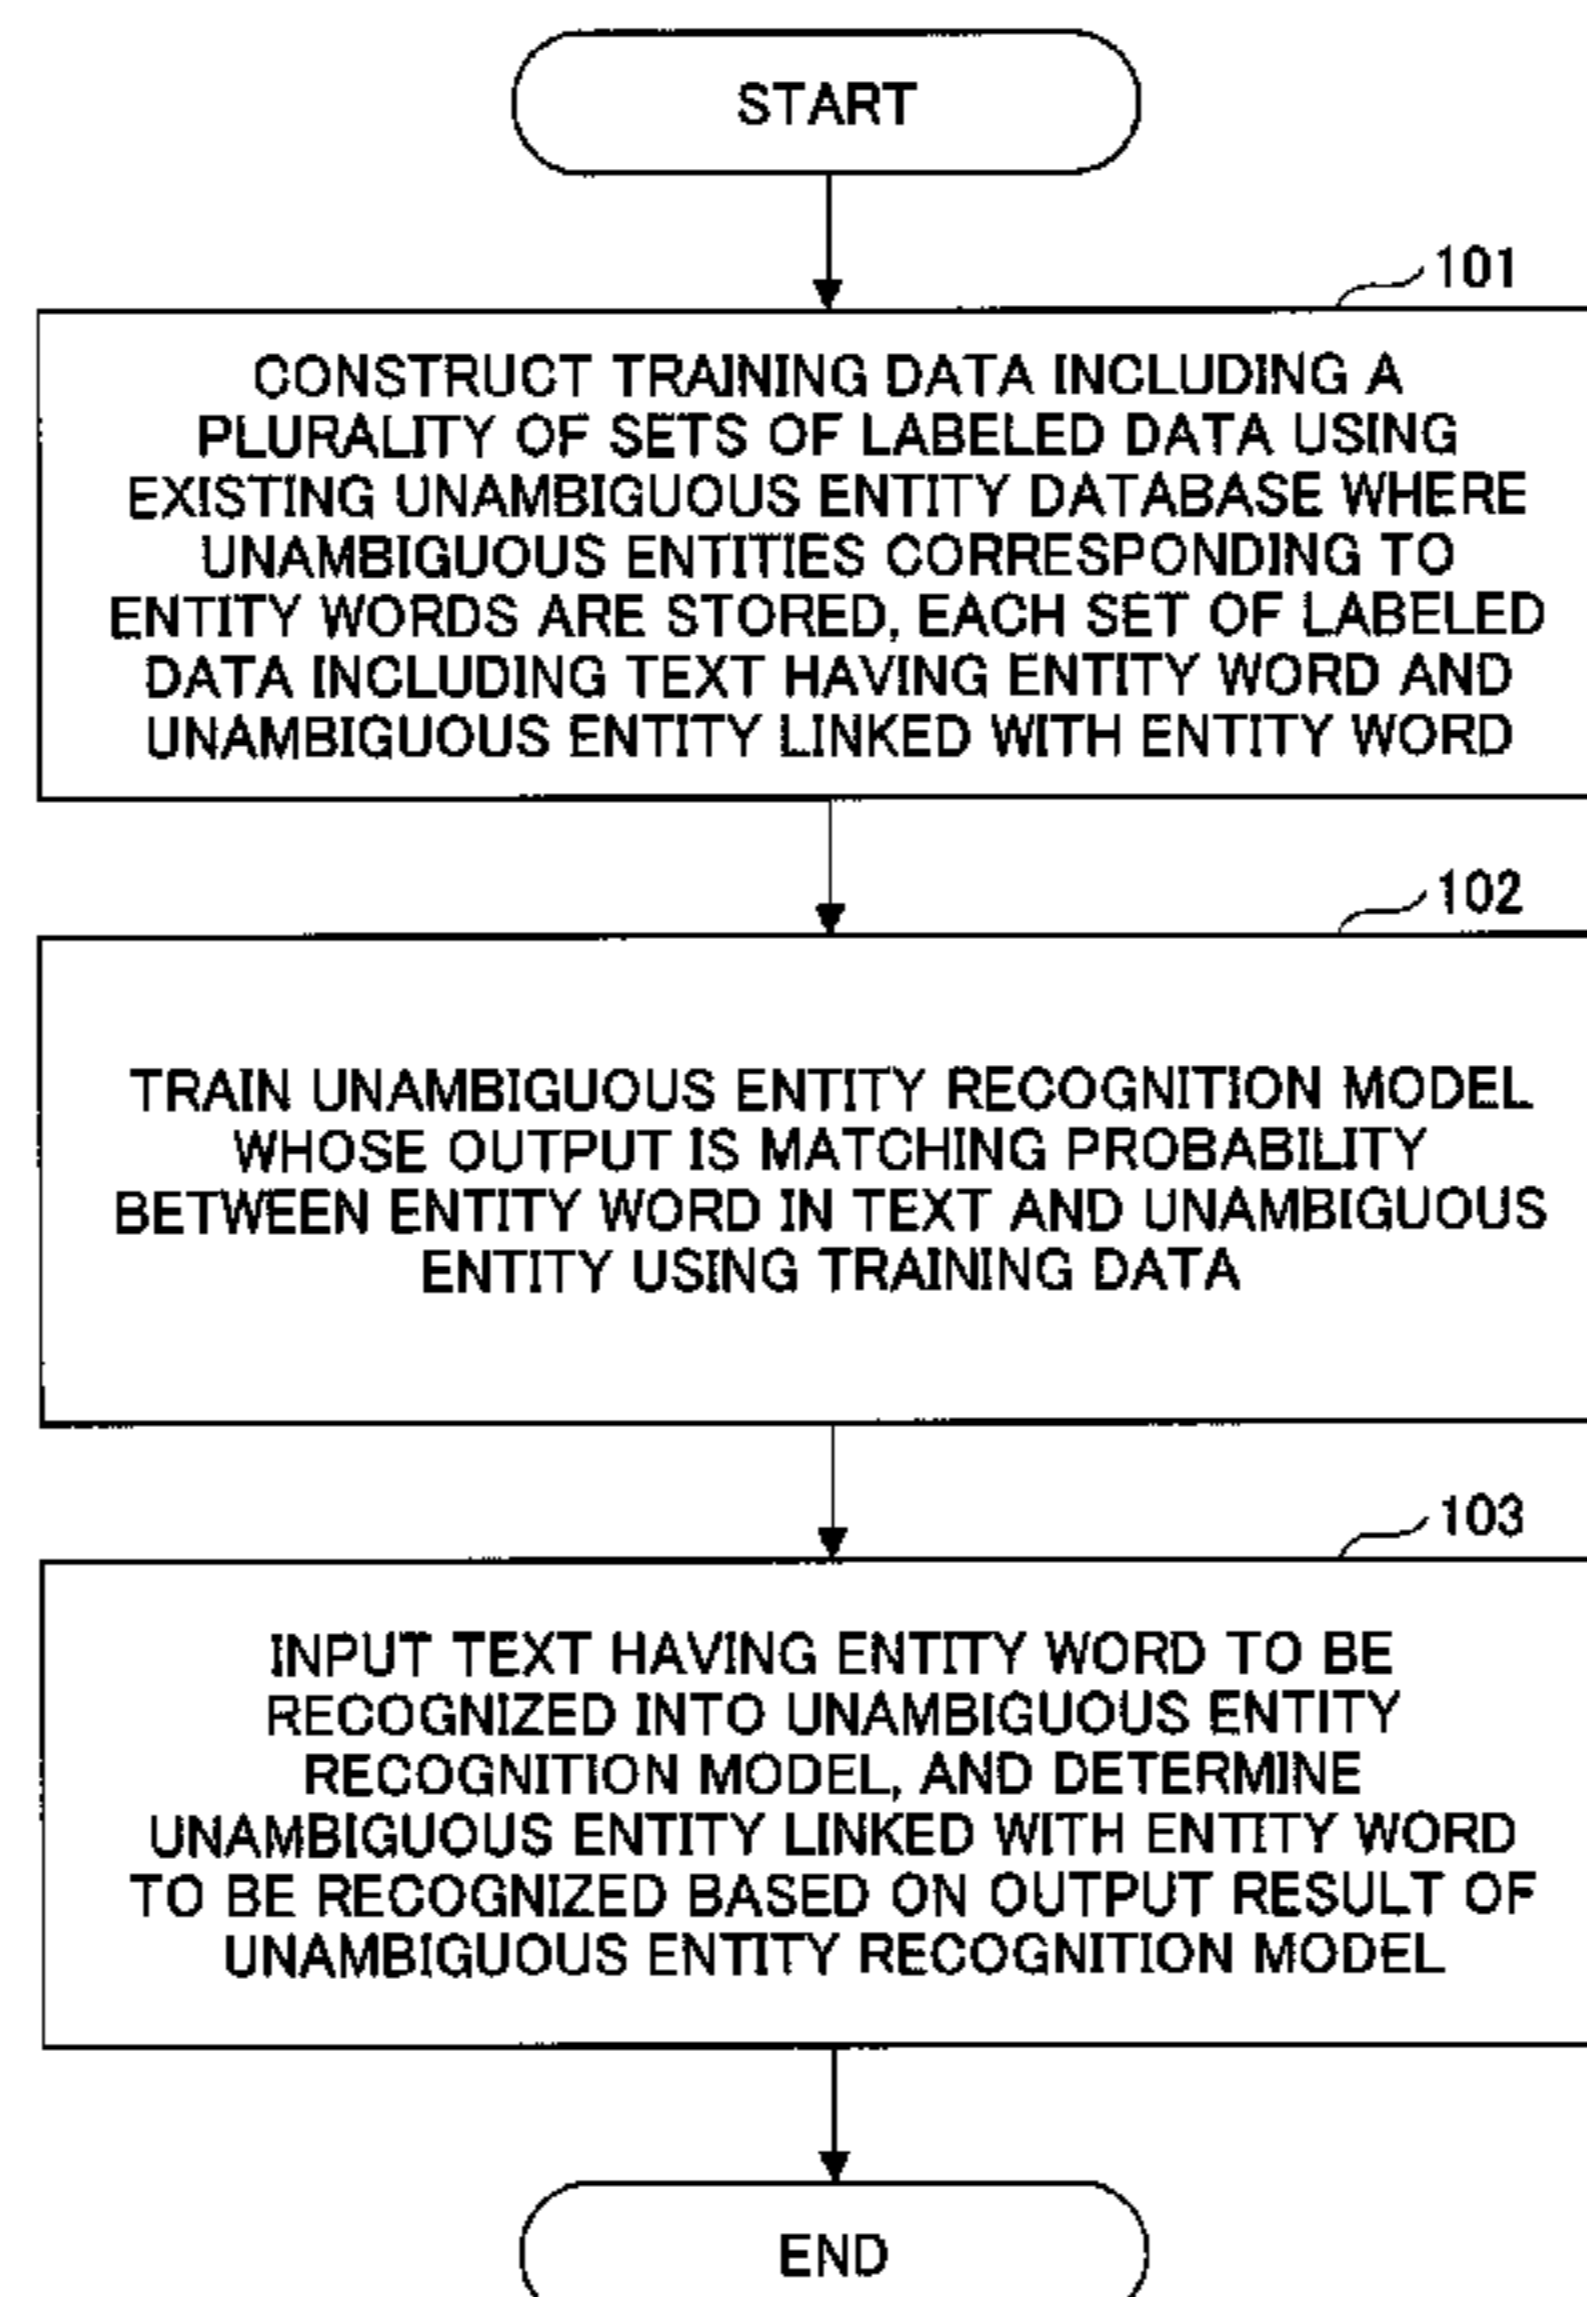 START
101
CONSTRUCT TRAINING DATA INCLUDING A
PLURALITY OF SETS OF LABELED DATA USING
EXISTING UNAMBIGUOUS ENTITY DATABASE WHERE
UNAMBIGUOUS ENTITIES CORRESPONDING TO
ENTITY WORDS ARE STORED, EACH SET OF LABELED
DATA INCLUDING TEXT HAVING ENTITY WORD AND
UNAMBIGUOUS ENTITY LINKED WITH ENTITY WORD
102
TRAIN UNAMBIGUOUS ENTITY RECOGNITION MODEL
WHOSE OUTPUT IS MATCHING PROBABILITY
BETWEEN ENTITY WORD IN TEXT AND UNAMBIGUOUS
ENTITY USING TRAINING DATA
103
INPUT TEXT HAVING ENTITY WORD TO BE
RECOGNIZED INTO UNAMBIGUOUS ENTITY
RECOGNITION MODEL, AND DETERMINE
UNAMBIGUOUS ENTITY LINKED WITH ENTITY WORD
TO BE RECOGNIZED BASED ON OUTPUT RESULT OF
UNAMBIGUOUS ENTITY RECOGNITION MODEL
END